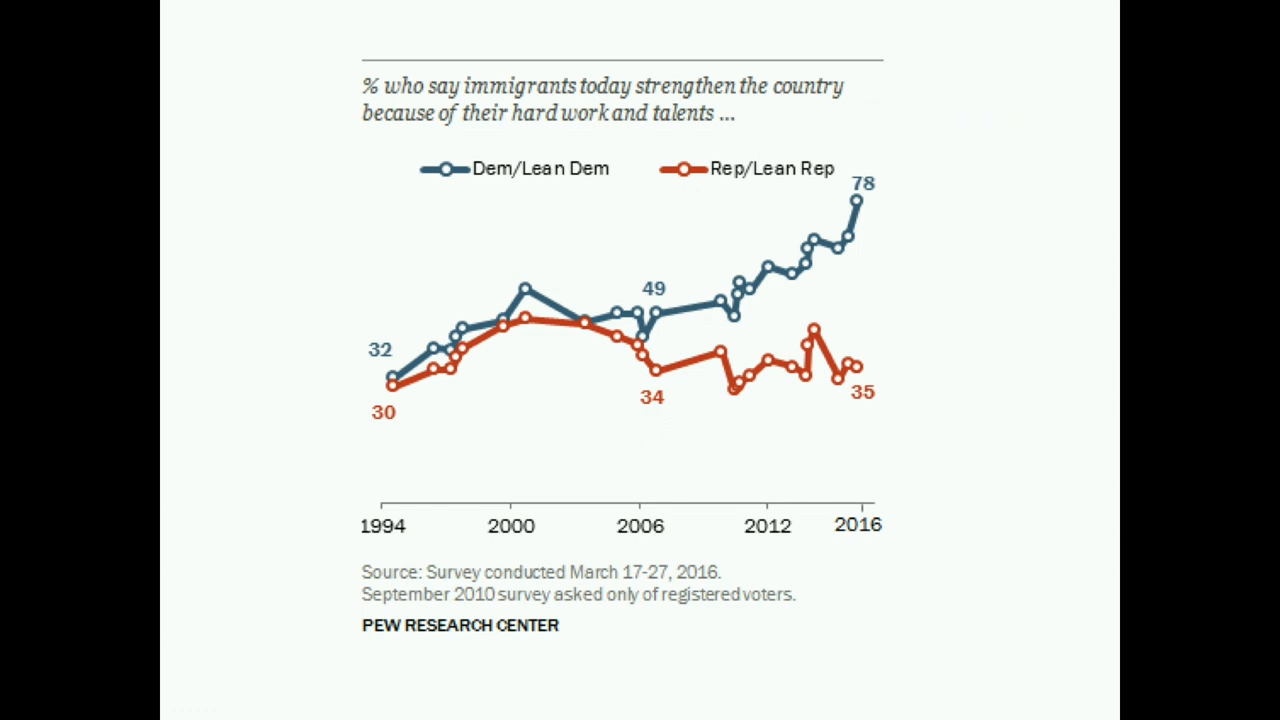 % who say immigrants today strengthen the country
because of their hard work and talents ...
Dem/Lean Dem
Rep/Lean Rep
78
49
32
30
34
35
1994
2000
2006
2012
2016
Source: Survey conducted March 17-27, 2016.
September 2010 survey asked only of registered voters.
PEW RESEARCH CENTER